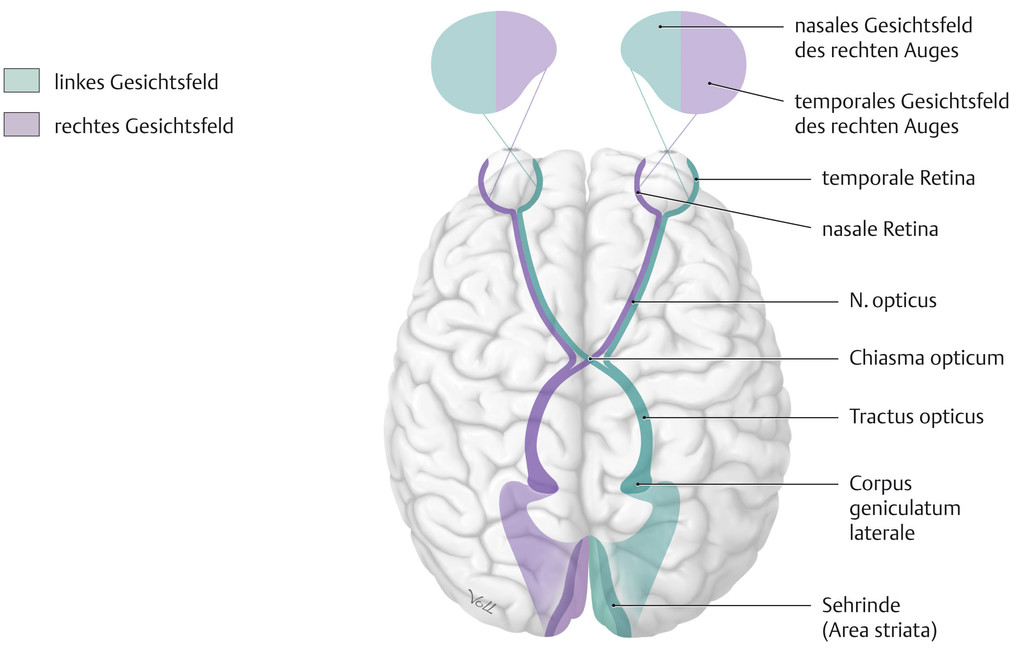 linkes Gesichtsfeld
rechtes Gesichtsfeld
nasales Gesichtsfeld
des rechten Auges
temporales Gesichtsfeld
des rechten Auges
temporale Retina
nasale Retina
N. opticus
Chiasma opticum
Tractus opticus
Corpus
geniculatum
laterale
Sehrinde
(Area striata)
Voll